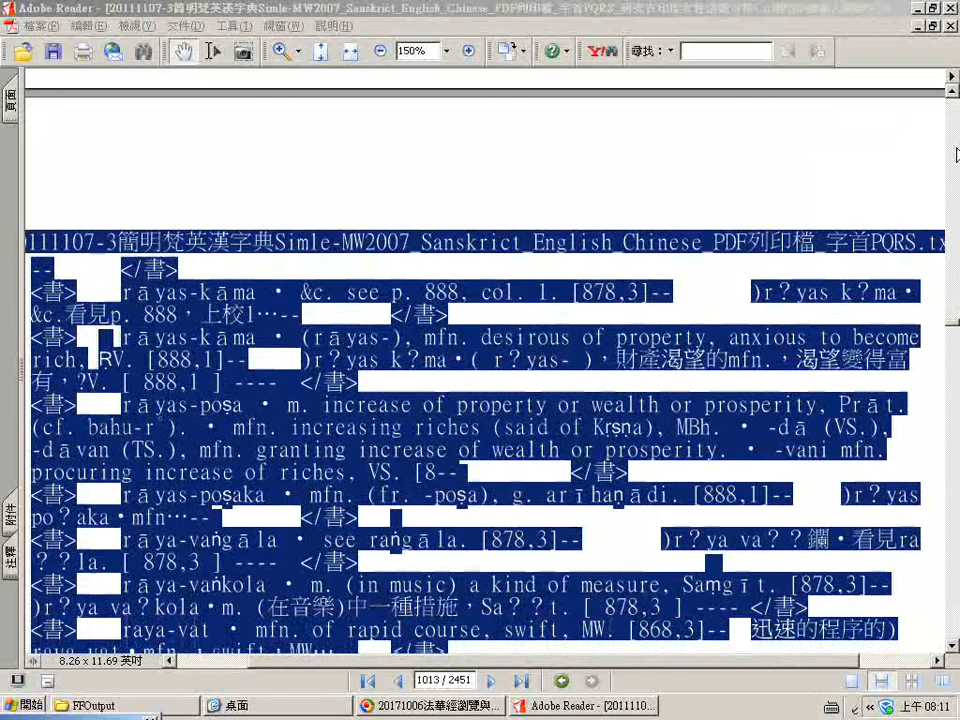 Adobe Reader - [20111107-3簡明梵英漢字典Simle-MW2007_Sanskrict_English_Chinese_PDF列印檔_字首PQRS_
檔案(F) 編輯(E) 檢視(V) 文件(D) 工具(T) 視窗(W) 說明(H)
150% 尋找:
頁面
111107-3簡明梵英漢字典Simle-MW2007_Sanskrict_English_Chinese_PDF列印檔_字首PQRS.tx
-- </書>
<書> rāyas-kāma • &c. see p. 888, col. 1. [878,3]-- )r?yas k?ma•
&c.看見p. 888，上校1…-- </書>
<書> rāyas-kāma • (rāyas-), mfn. desirous of property, anxious to become
rich, RV. [888,1]-- )r?yas k?ma•( r?yas- )，財產渴望的mfn.，渴望變得富
有，?V. [ 888,1 ] ---- </書>
<書> rāyas-poṣa • m. increase of property or wealth or prosperity, Prāt.
(cf. bahu-r°). • mfn. increasing riches (said of Kṛṣṇa), MBh. • -dā (VS.),
-dāvan (TS.), mfn. granting increase of wealth or prosperity. • -vani mfn.
procuring increase of riches, VS. [8-- </書>
<書> rāyas-poṣaka • mfn. (fr. -poṣa), g. arīhaṇādi. [888,1]-- )r?yas
po?aka•mfn…-- </書>
<書> rāya-vaṅgāla • see raṅgāla. [878,3]-- )r?ya va??鑭•看見ra
??la. [ 878,3 ] ---- </書>
<書> rāya-vaṅkola • m. (in music) a kind of measure, Saṃgīt. [878,3]--
)r?ya va?kola•m. (在音樂)中一種措施，Sa??t. [ 878,3 ] ---- </書>
<書> raya-vat • mfn. of rapid course, swift, MW. [868,3]-- 迅速的程序的)
raya-vat•mfn.，swift，MW…-- </書>
附件
註釋
8.26 x 11.69 英吋
1013 / 2451
開始 FFOutput 桌面 20171006法華經瀏覽與... Adobe Reader - [2011110... 上午 08:11